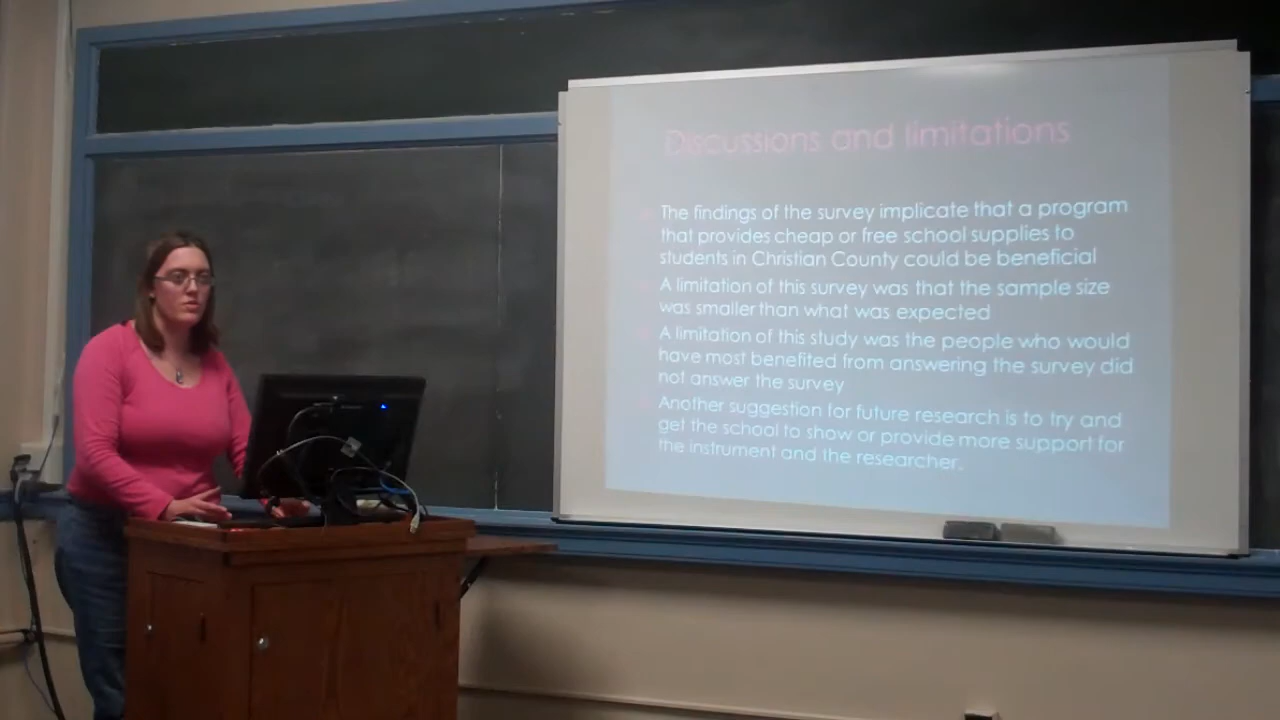 Discussions and limitations
The findings of the survey implicate that a program
that provides cheap or free school supplies to
students in Christian County could be beneficial
A limitation of this survey was that the sample size
was smaller than what was expected
A limitation of this study was the people who would
have most benefited from answering the survey did
not answer the survey
Another suggestion for future research is to try and
get the school to show or provide more support for
the instrument and the researcher.